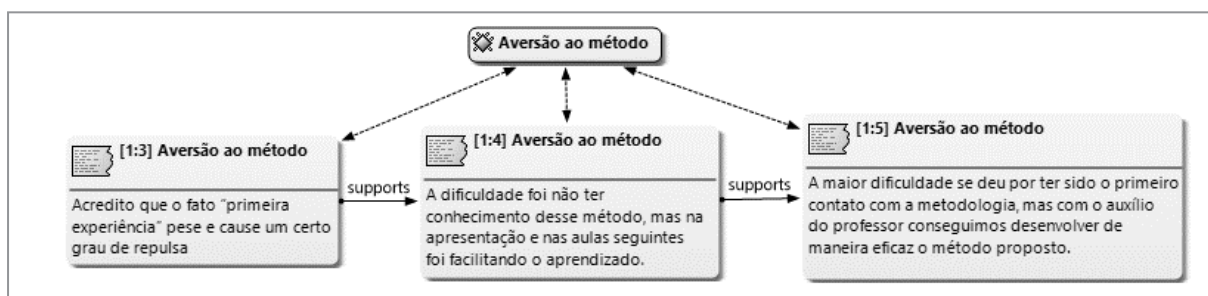 Aversão ao método
[1:3] Aversão ao método
Acredito que o fato "primeira
experiência" pese e cause um certo
grau de repulsa
supports
[1:4] Aversão ao método
A dificuldade foi não ter
conhecimento desse método, mas na
apresentação e nas aulas seguintes
foi facilitando o aprendizado.
supports
[1:5] Aversão ao método
A maior dificuldade se deu por ter sido o primeiro
contato com a metodologia, mas com o auxílio
do professor conseguimos desenvolver de
maneira eficaz o método proposto.